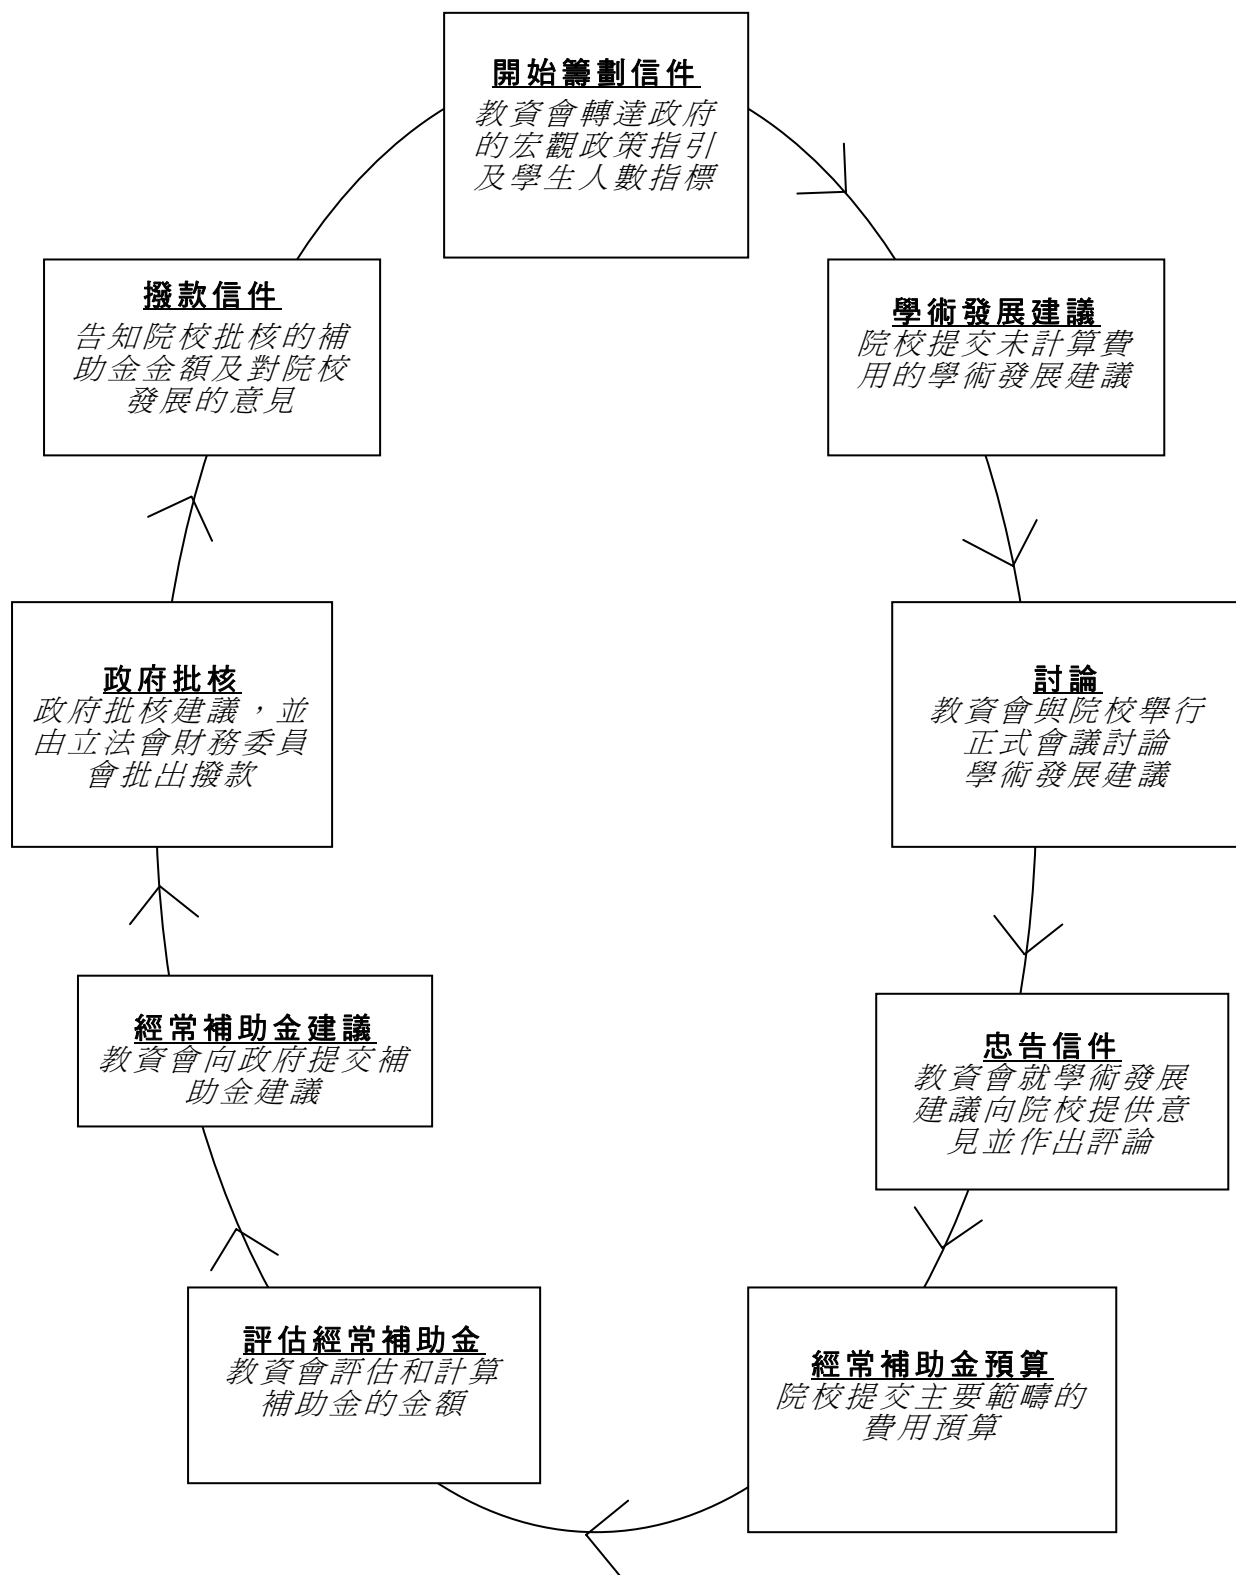 開始籌劃信件
教資會轉達政府
的宏觀政策指引
及學生人數指標
學術發展建議
院校提交未計算費
用的學術發展建議
討論
教資會與院校舉行
正式會議討論
學術發展建議
忠告信件
教資會就學術發展
建議向院校提供意
見並作出評論
經常補助金預算
院校提交主要範疇的
費用預算
評估經常補助金
教資會評估和計算
補助金的金額
經常補助金建議
教資會向政府提交補
助金建議
政府批核
政府批核建議，並
由立法會財務委員
會批出撥款
撥款信件
告知院校批核的補
助金金額及對院校
發展的意見